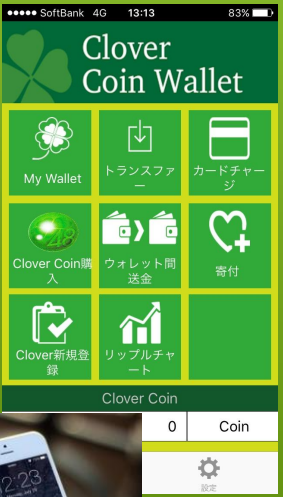 SoftBank 4G 13:13 83%
Clover
Coin Wallet
My Wallet
トランスファ
ー
カードチャー
ジ
Clover Coin購
入
ウォレット間
送金
寄付
Clover新規登
録
リップルチャ
ート
Clover Coin
0 Coin
設定
2:23